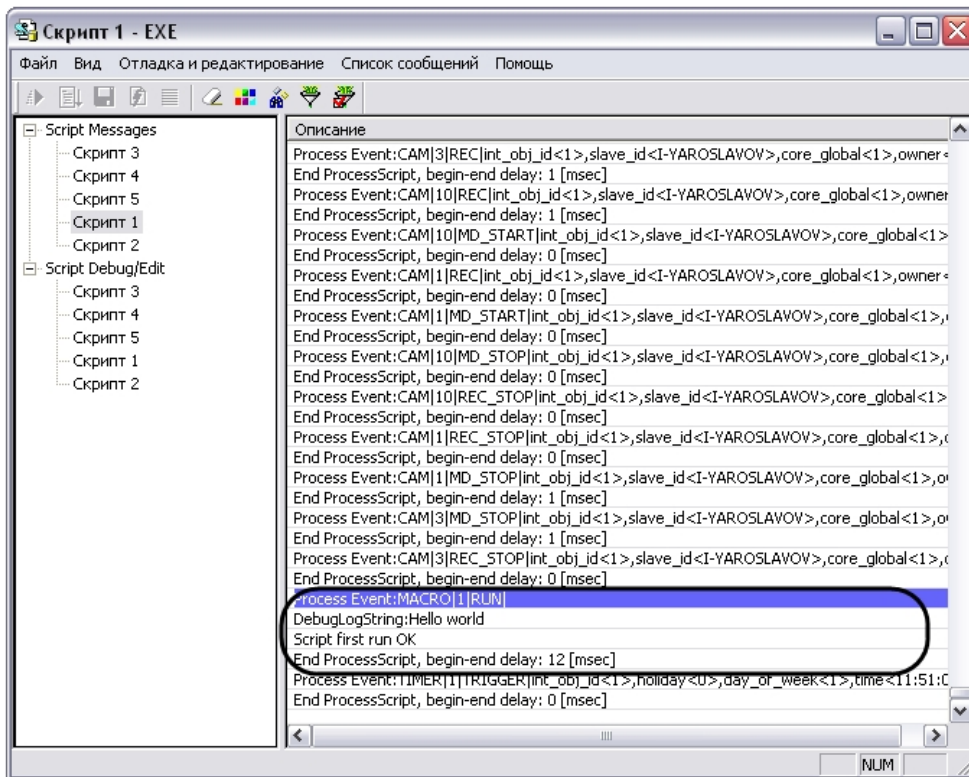 Скрипт 1 - EXE
Файл Вид Отладка и редактирование Список сообщений Помощь
Script Messages
Скрипт 3
Скрипт 4
Скрипт 5
Скрипт 1
Скрипт 2
Script Debug/Edit
Скрипт 3
Скрипт 4
Скрипт 5
Скрипт 1
Скрипт 2
Описание
Process Event:CAM|3|REC|int_obj_id<1>,slave_id<I-YAROSLAVOV>,core_global<1>,owner<
End ProcessScript, begin-end delay: 1 [msec]
Process Event:CAM|10|REC|int_obj_id<1>,slave_id<I-YAROSLAVOV>,core_global<1>,owner
End ProcessScript, begin-end delay: 1 [msec]
Process Event:CAM|10|MD_START|int_obj_id<1>,slave_id<I-YAROSLAVOV>,core_global<1>
End ProcessScript, begin-end delay: 0 [msec]
Process Event:CAM|1|REC|int_obj_id<1>,slave_id<I-YAROSLAVOV>,core_global<1>,owner<
End ProcessScript, begin-end delay: 0 [msec]
Process Event:CAM|1|MD_START|int_obj_id<1>,slave_id<I-YAROSLAVOV>,core_global<1>,
End ProcessScript, begin-end delay: 0 [msec]
Process Event:CAM|10|MD_STOP|int_obj_id<1>,slave_id<I-YAROSLAVOV>,core_global<1>,
End ProcessScript, begin-end delay: 0 [msec]
Process Event:CAM|10|REC_STOP|int_obj_id<1>,slave_id<I-YAROSLAVOV>,core_global<1>
End ProcessScript, begin-end delay: 0 [msec]
Process Event:CAM|1|REC_STOP|int_obj_id<1>,slave_id<I-YAROSLAVOV>,core_global<1>,
End ProcessScript, begin-end delay: 0 [msec]
Process Event:CAM|1|MD_STOP|int_obj_id<1>,slave_id<I-YAROSLAVOV>,core_global<1>,o
End ProcessScript, begin-end delay: 1 [msec]
Process Event:CAM|3|MD_STOP|int_obj_id<1>,slave_id<I-YAROSLAVOV>,core_global<1>,o
End ProcessScript, begin-end delay: 1 [msec]
Process Event:CAM|3|REC_STOP|int_obj_id<1>,slave_id<I-YAROSLAVOV>,core_global<1>,
End ProcessScript, begin-end delay: 0 [msec]
Process Event:MACRO|1|RUN|
DebugLogString:Hello world
Script first run OK
End ProcessScript, begin-end delay: 12 [msec]
Process Event:TIMER|1|TRIGGER|int_obj_id<1>,holiday<0>,day_of_week<1>,time<11:51:0
End ProcessScript, begin-end delay: 0 [msec]
NUM